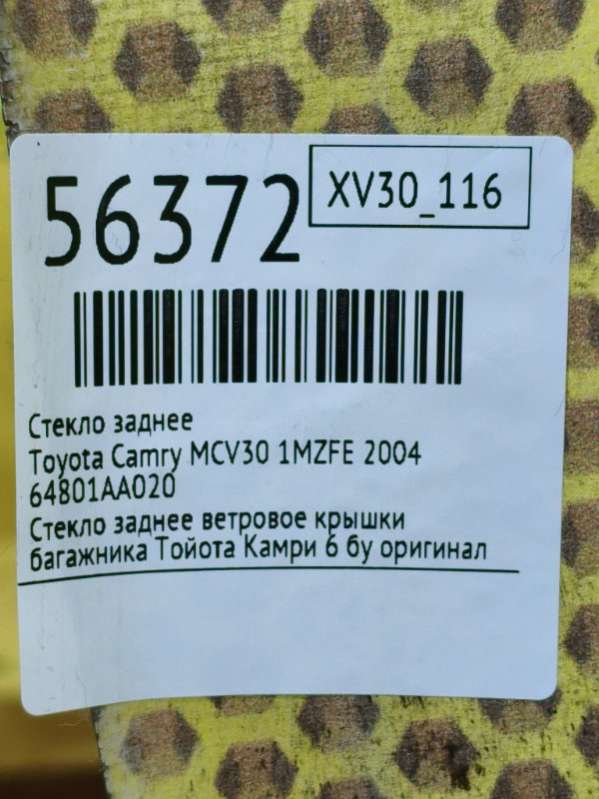 56372
XV30_116
Стекло заднее
Toyota Camry MCV30 1MZFE 2004
64801AA020
Стекло заднее ветровое крышки
багажника Тойота Камри 6 бу оригинал